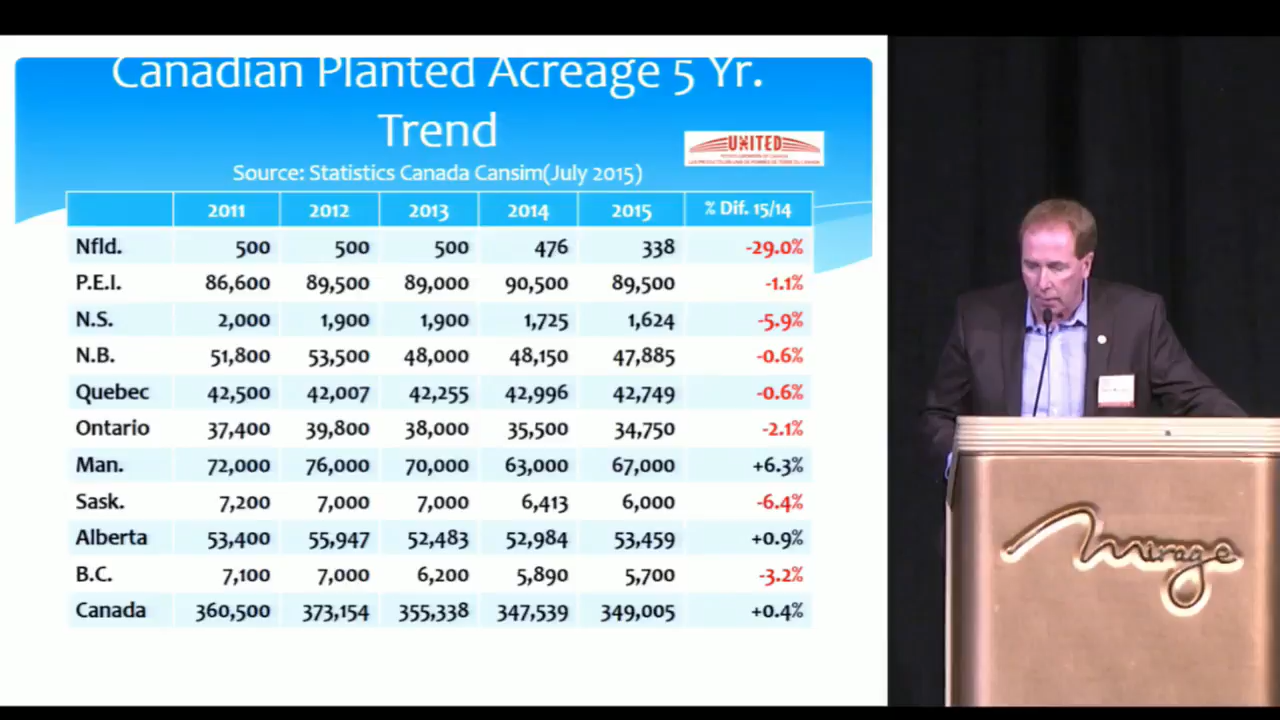 Canadian Planted Acreage 5 Yr.
Trend
UNITED
Source: Statistics Canada Cansim(July 2015)
2011 2012 2013 2014 2015 % Dif. 15/14
Nfld. 500 500 500 476 338 -29.0%
P.E.I. 86,600 89,500 89,000 90,500 89,500 -1.1%
N.S. 2,000 1,900 1,900 1,725 1,624 -5.9%
N.B. 51,800 53,500 48,000 48,150 47,885 -0.6%
Quebec 42,500 42,007 42,255 42,996 42,749 -0.6%
Ontario 37,400 39,800 38,000 35,500 34,750 -2.1%
Man. 72,000 76,000 70,000 63,000 67,000 +6.3%
Sask. 7,200 7,000 7,000 6,413 6,000 -6.4%
Alberta 53,400 55,947 52,483 52,984 53,459 +0.9%
B.C. 7,100 7,000 6,200 5,890 5,700 -3.2%
Canada 360,500 373,154 355,338 347,539 349,005 +0.4%
Mirage